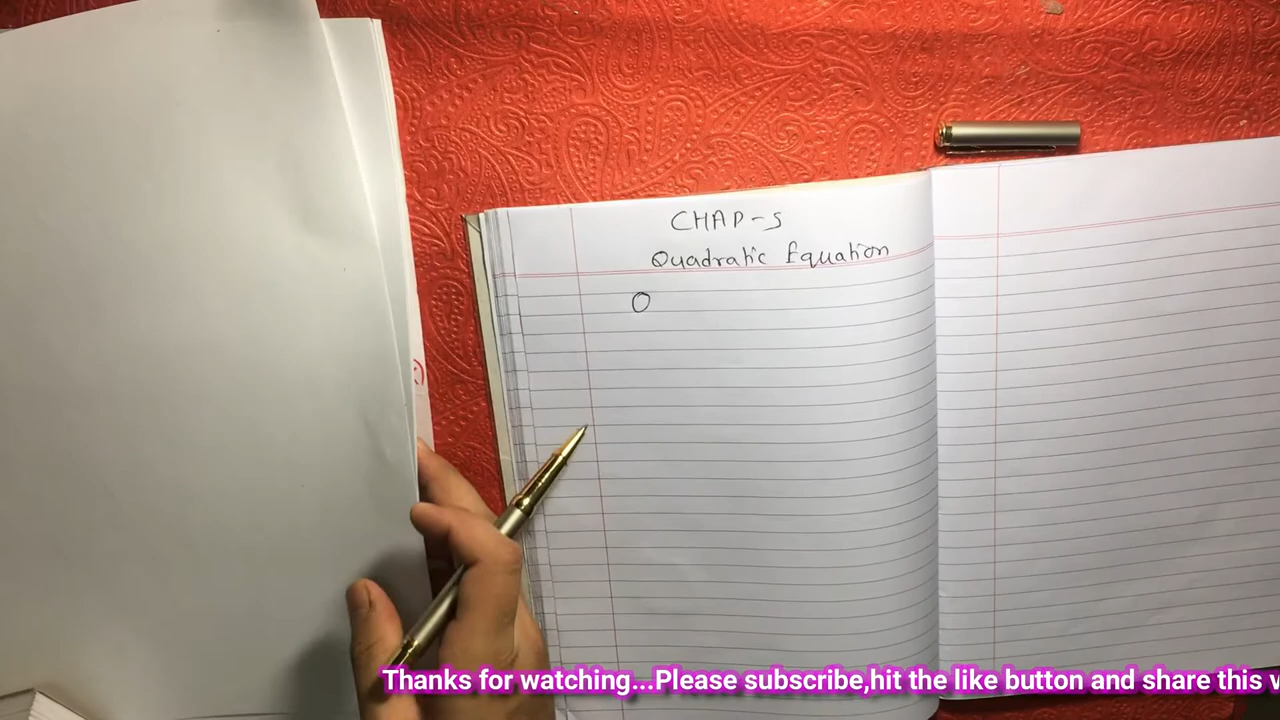 CHAP-5
Quadratic Equation
O
Thanks for watching...Please subscribe,hit the like button and share this v